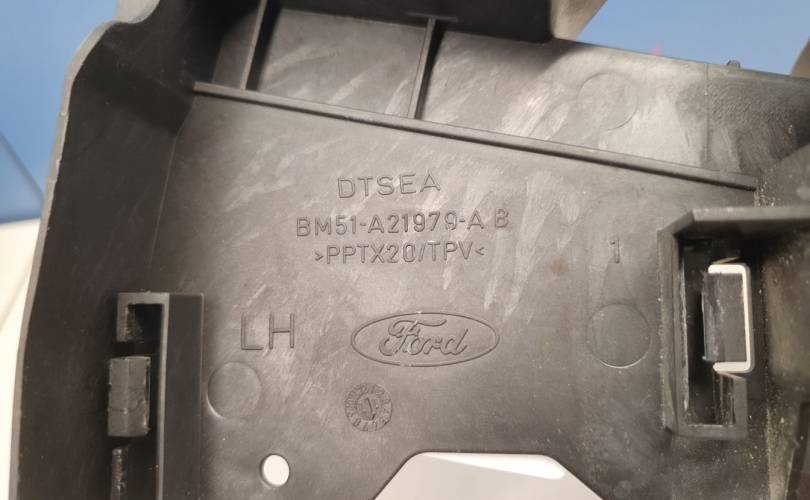 DTSEA
BM51-A21979-A B
>PPTX20/TPV<
1
LH
Ford